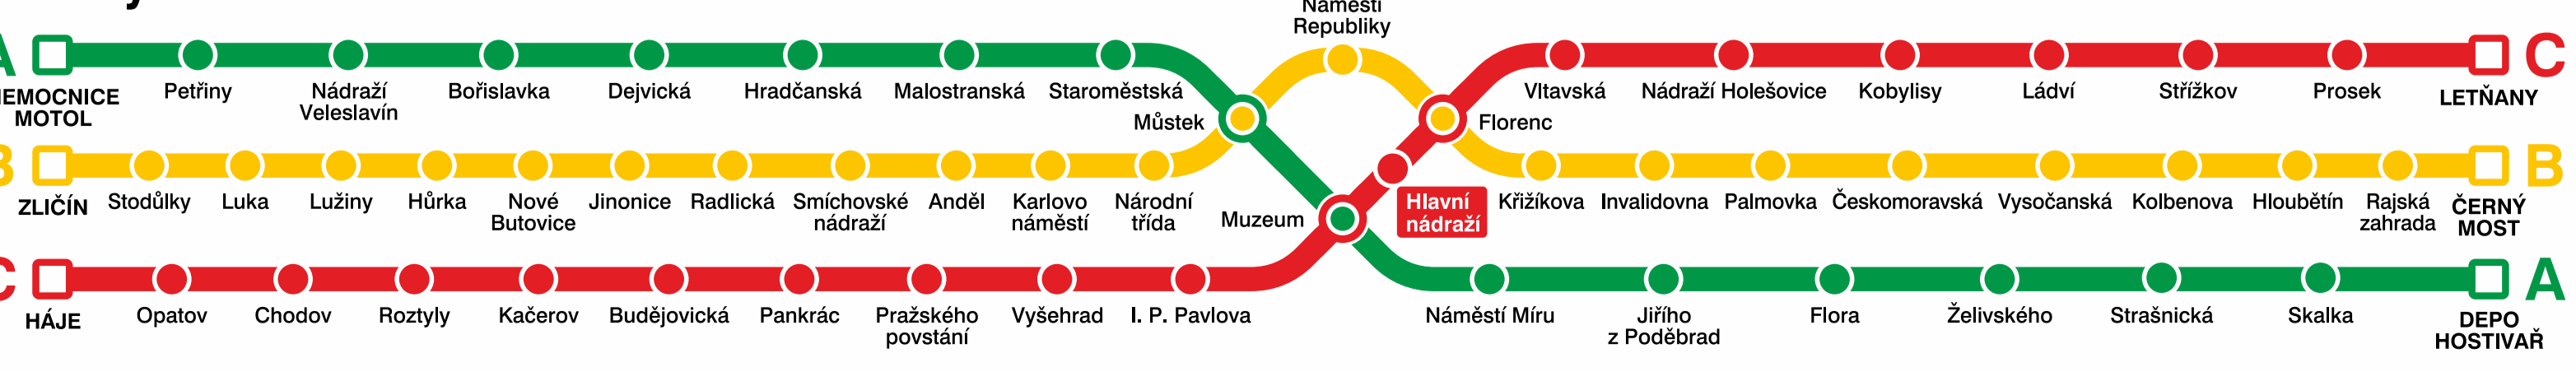 Náměstí
Republiky
A
C
Petřiny
Nádraží
Veleslavín
Bořislavka
Dejvická
Hradčanská
Malostranská
Staroměstská
Vltavská
Nádraží Holešovice
Kobylisy
Ládví
Střížkov
Prosek
NEMOCNICE
MOTOL
LETŇANY
Můstek
Florenc
B
B
ZLIČÍN
Stodůlky
Luka
Lužiny
Hůrka
Nové
Butovice
Jinonice
Radlická
Smíchovské
nádraží
Anděl
Karlovo
náměstí
Národní
třída
Muzeum
Hlavní
nádraží
Křižíkova
Invalidovna
Palmovka
Českomoravská
Vysočanská
Kolbenova
Hloubětín
Rajská
zahrada
ČERNÝ
MOST
C
A
HÁJE
Opatov
Chodov
Roztyly
Kačerov
Budějovická
Pankrác
Pražského
povstání
Vyšehrad
I. P. Pavlova
Náměstí Míru
Jiřího
z Poděbrad
Flora
Želivského
Strašnická
Skalka
DEPO
HOSTIVAŘ